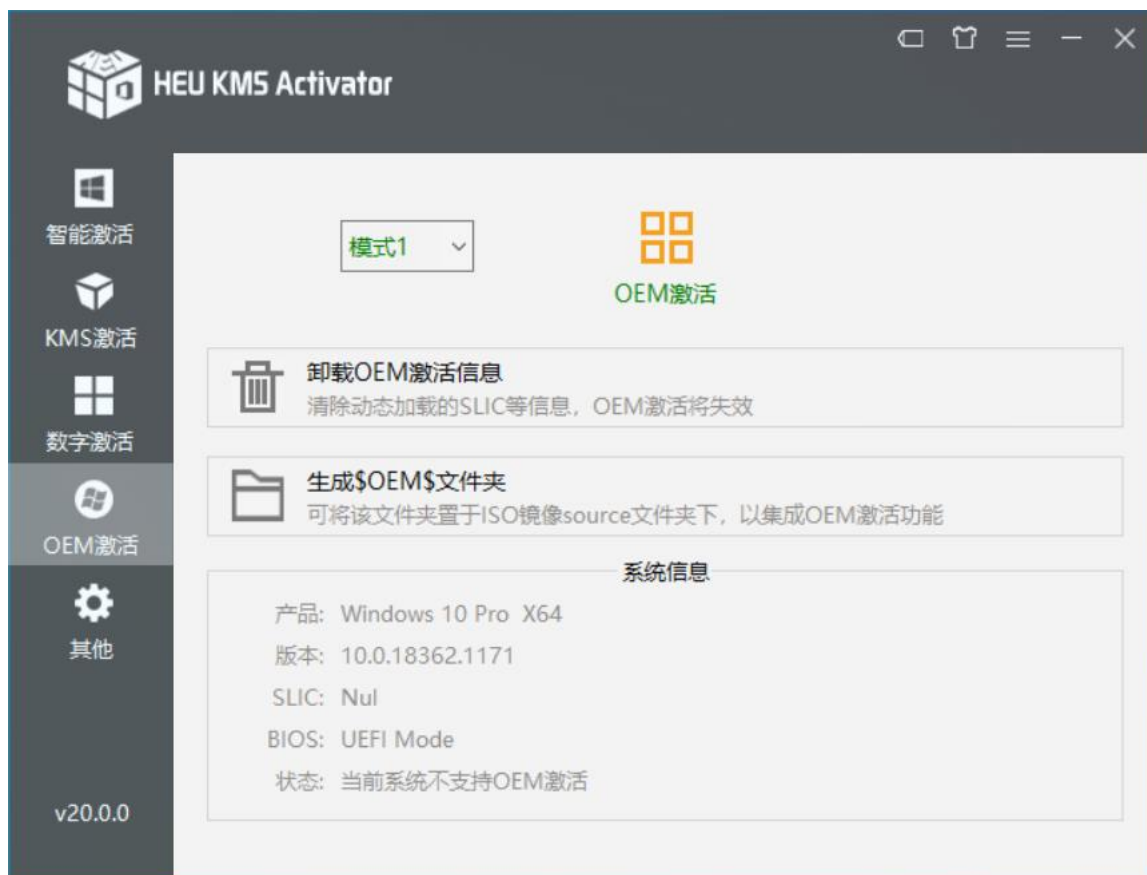 HEU KMS Activator
智能激活
KMS激活
数字激活
OEM激活
其他
v20.0.0
模式1
OEM激活
卸载OEM激活信息
清除动态加载的SLIC等信息，OEM激活将失效
生成$OEM$文件夹
可将该文件夹置于ISO镜像source文件夹下，以集成OEM激活功能
系统信息
产品: Windows 10 Pro X64
版本: 10.0.18362.1171
SLIC: Nul
BIOS: UEFI Mode
状态: 当前系统不支持OEM激活